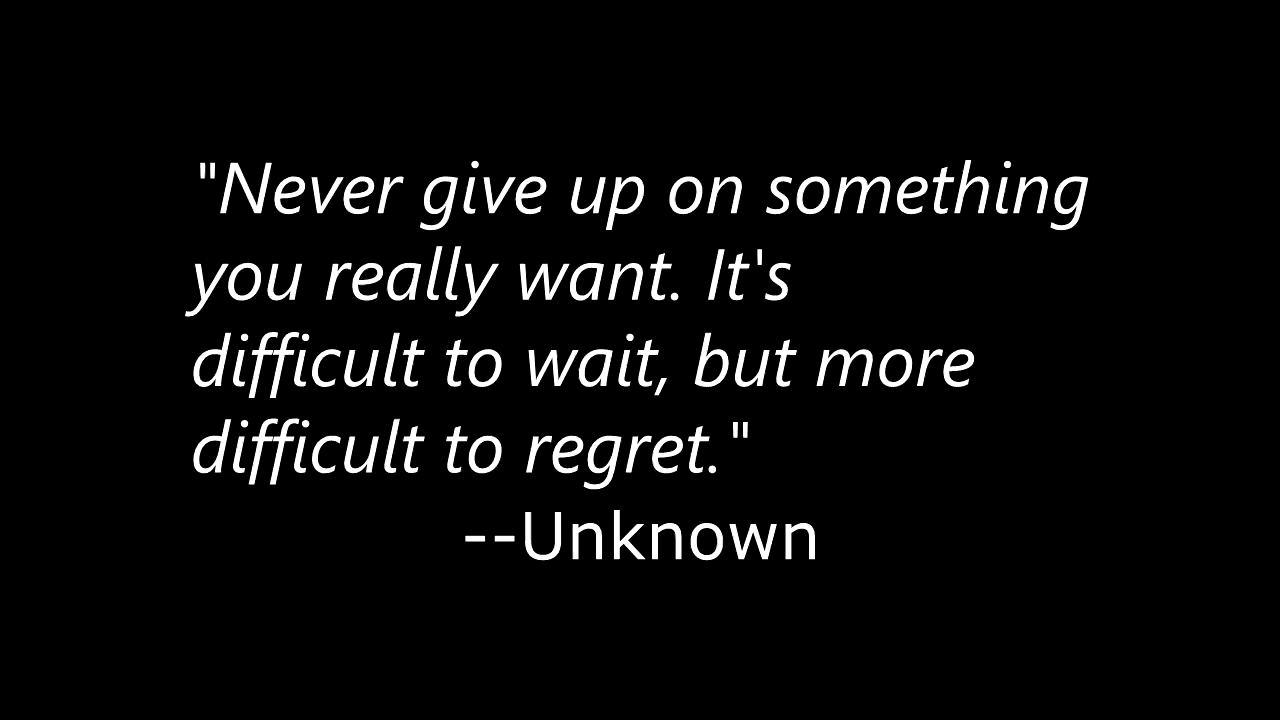 "Never give up on something
you really want. It's
difficult to wait, but more
difficult to regret."
--Unknown